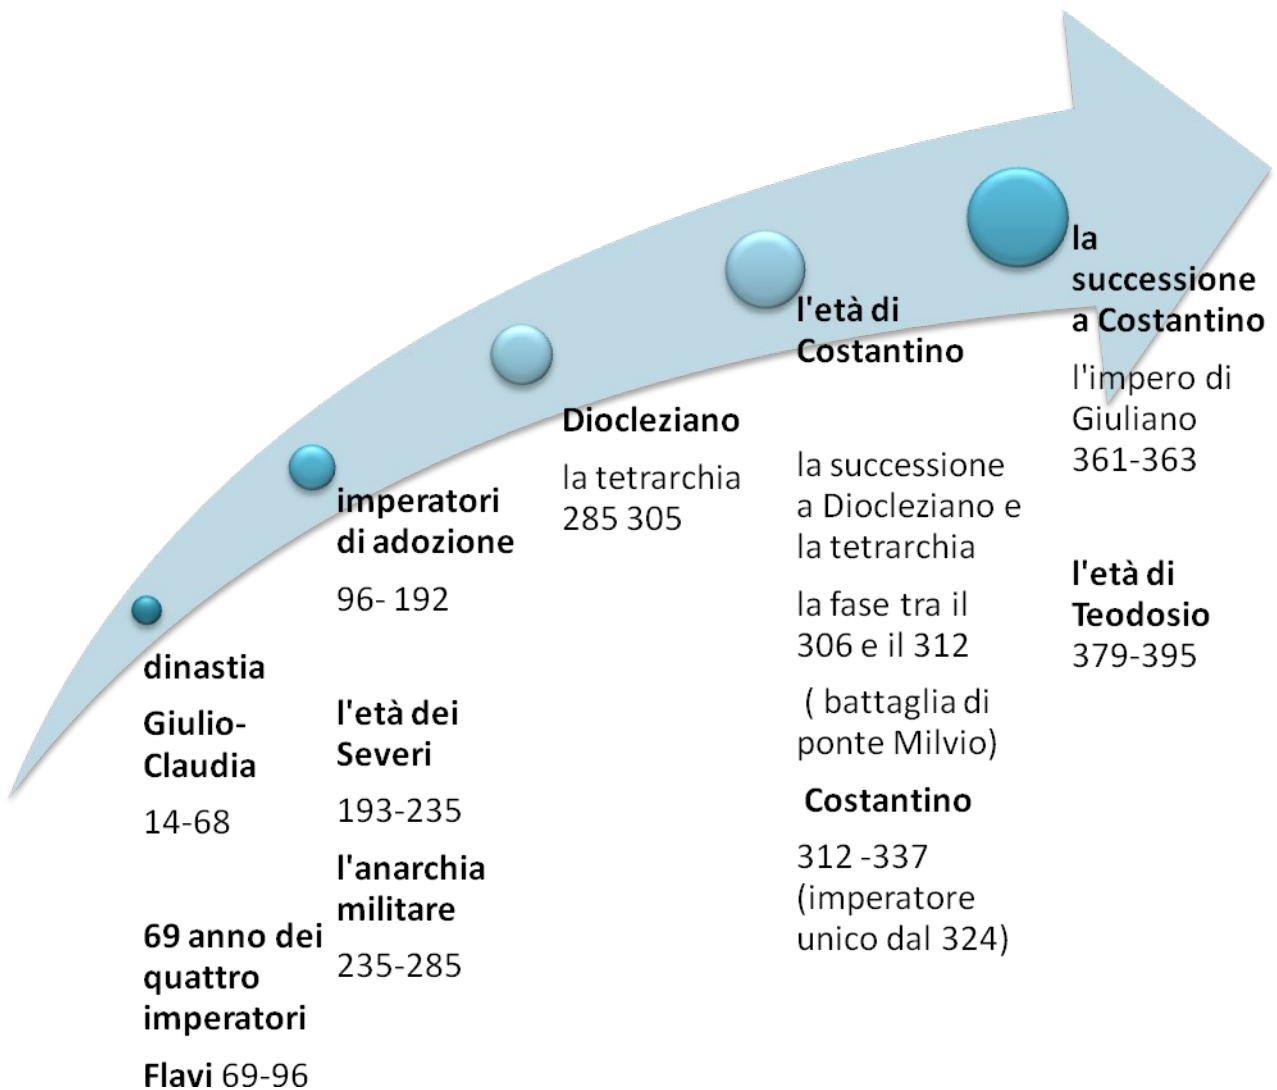 dinastia
Giulio-
Claudia
14-68
69 anno dei
quattro
imperatori
Flavi 69-96
imperatori
di adozione
96- 192
l'età dei
Severi
193-235
l'anarchia
militare
235-285
Diocleziano
la tetrarchia
285 305
l'età di
Costantino
la successione
a Diocleziano e
la tetrarchia
la fase tra il
306 e il 312
( battaglia di
ponte Milvio)
Costantino
312 -337
(imperatore
unico dal 324)
la
successione
a Costantino
l'impero di
Giuliano
361-363
l'età di
Teodosio
379-395